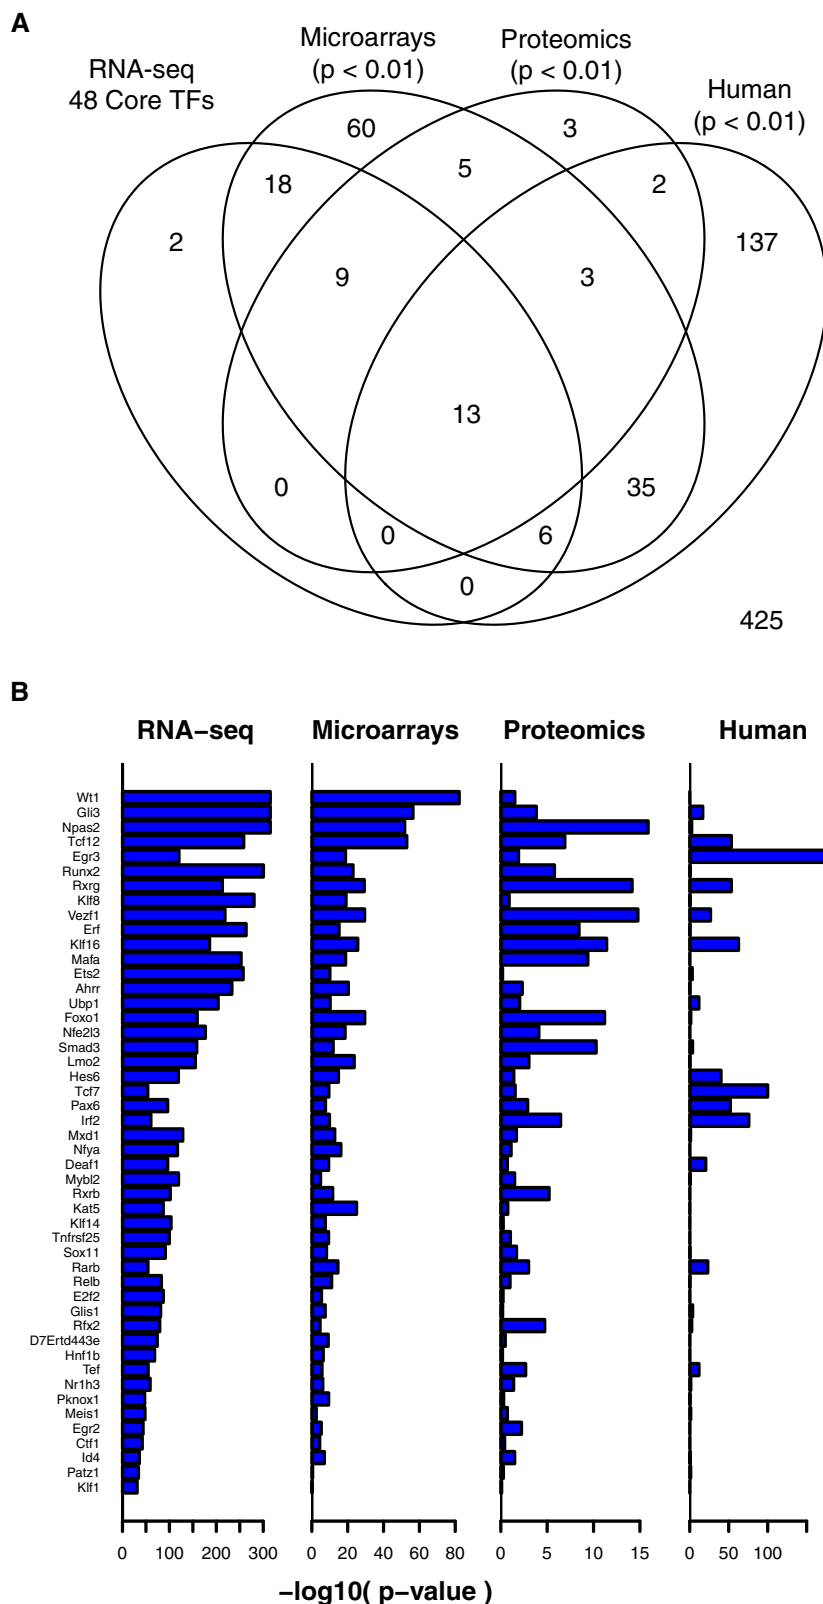 A
Microarrays
(p < 0.01)
Proteomics
(p < 0.01)
RNA-seq
48 Core TFs
Human
(p < 0.01)
60
3
5
18
2
2
137
9
3
13
0
35
0
6
0
425
B
RNA−seq
Microarrays
Proteomics
Human
Wt1
Gli3
Npas2
Tcf12
Egr3
Runx2
Rxrg
Klf8
Vezf1
Erf
Klf16
Mafa
Ets2
Ahrr
Ubp1
Foxo1
Nfe2l3
Smad3
Lmo2
Hes6
Tcf7
Pax6
Irf2
Mxd1
Nfya
Deaf1
Mybl2
Rxrb
Kat5
Klf14
Tnfrsf25
Sox11
Rarb
Relb
E2f2
Glis1
Rfx2
D7Ertd443e
Hnf1b
Tef
Nr1h3
Pknox1
Meis1
Egr2
Ctf1
Id4
Patz1
Klf1
0 100 200 300
0 20 40 60 80
0 5 10 15
0 50 100
−log10( p−value )